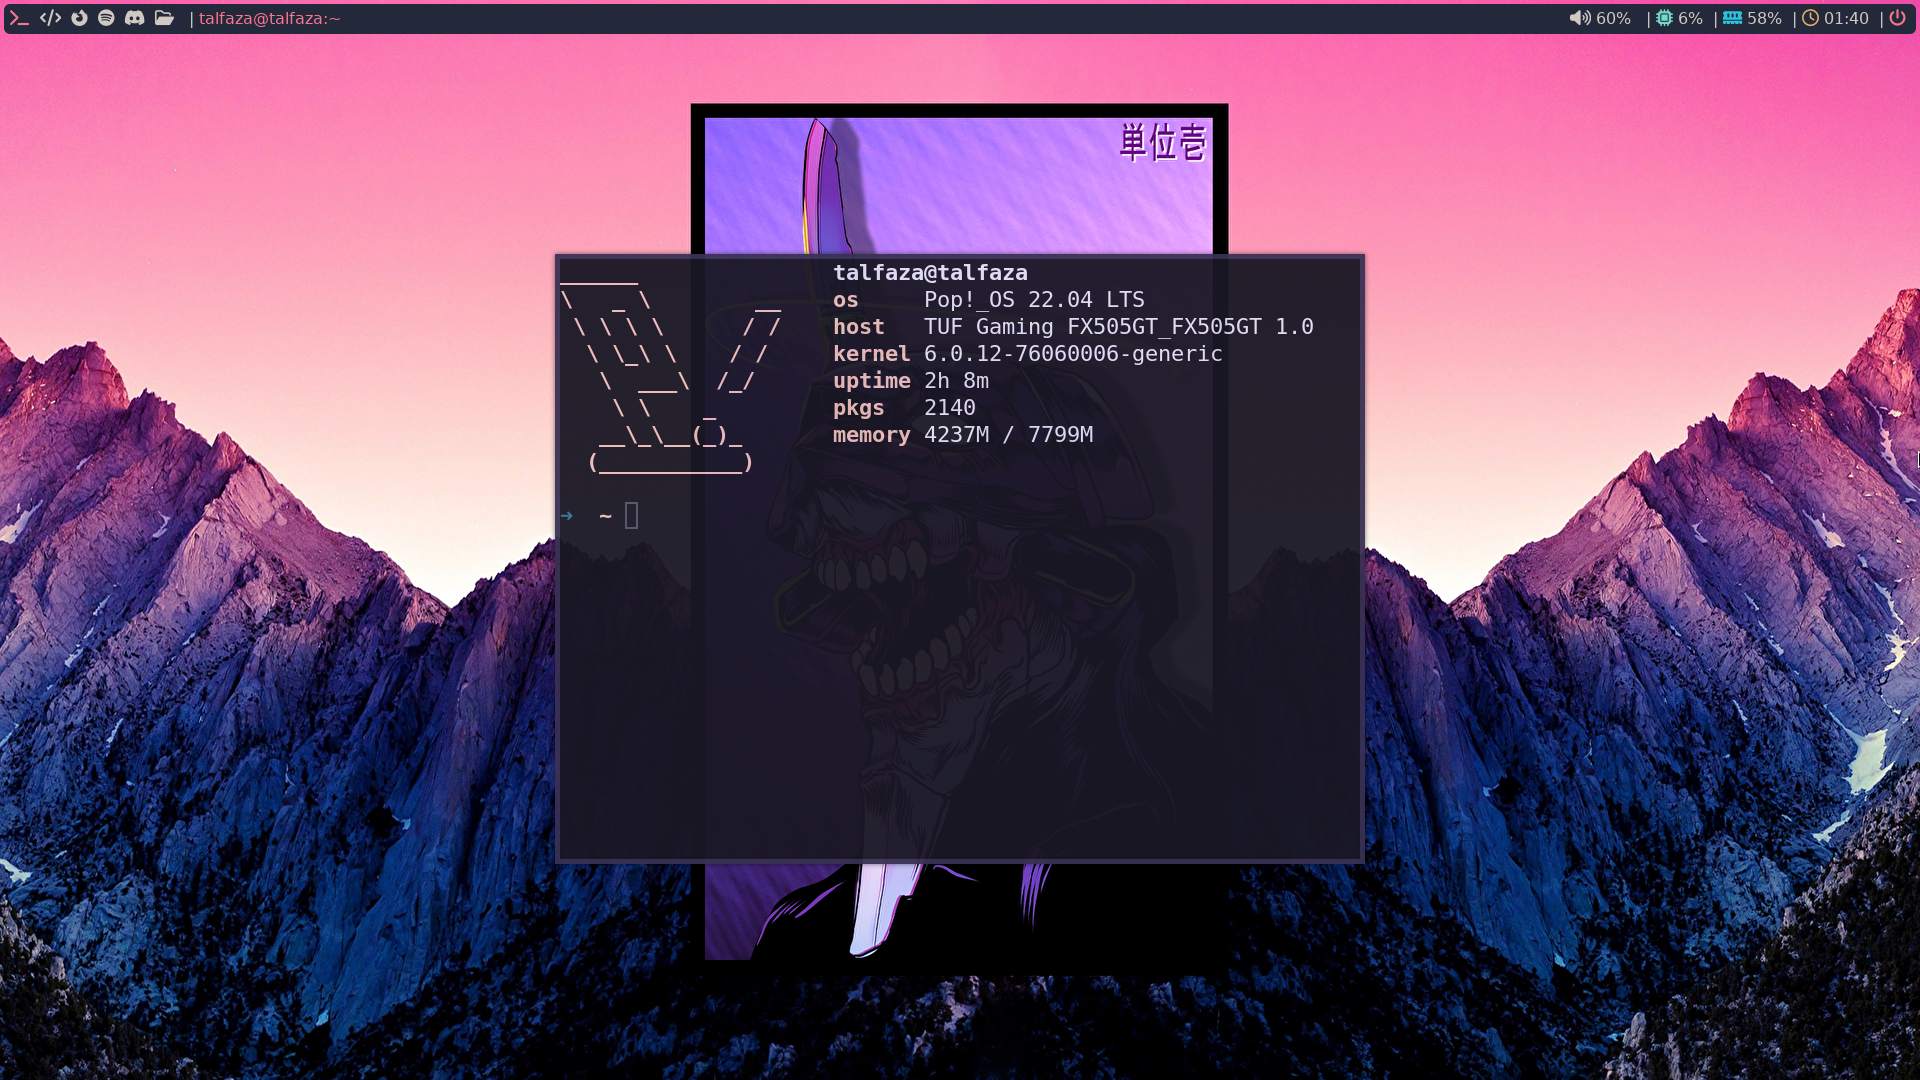 | talfaza@talfaza:~
60% | 6% | 58% | 01:40 |
単位壱
talfaza@talfaza
os Pop!_OS 22.04 LTS
host TUF Gaming FX505GT_FX505GT 1.0
kernel 6.0.12-76060006-generic
uptime 2h 8m
pkgs 2140
memory 4237M / 7799M
➜ ~